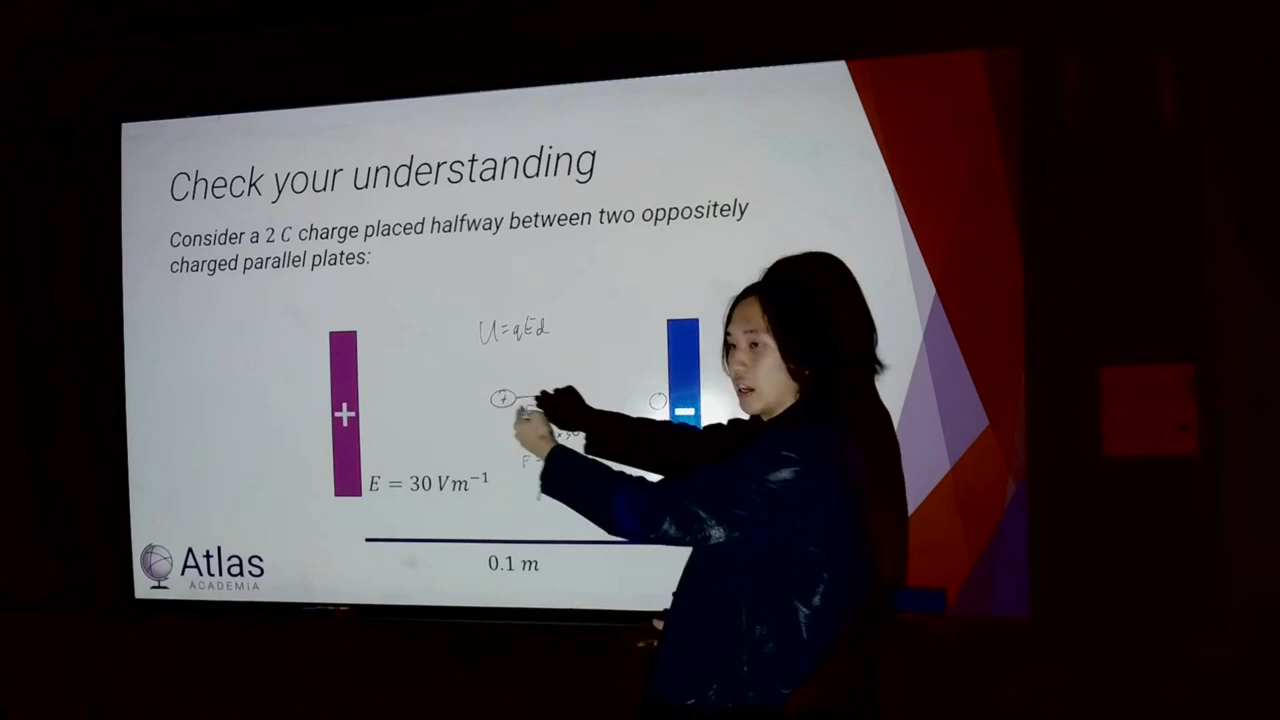 Check your understanding
Consider a 2 C charge placed halfway between two oppositely
charged parallel plates:
U=qEd
+
+
E = 30 Vm⁻¹
0.1 m
Atlas
ACADEMIA